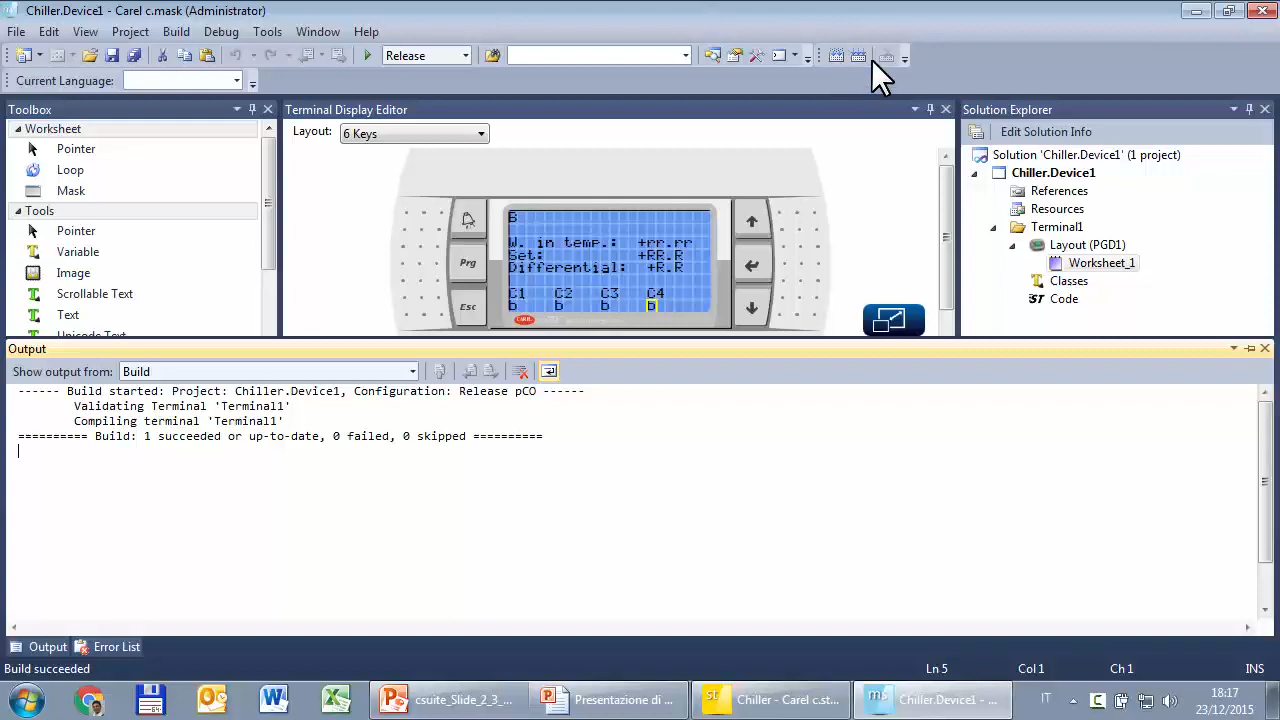 Chiller.Device1 - Carel c.mask (Administrator)
File Edit View Project Build Debug Tools Window Help
Release
Current Language:
Toolbox
Terminal Display Editor
Solution Explorer
Worksheet
Layout: 6 Keys
Edit Solution Info
Pointer
Solution 'Chiller.Device1' (1 project)
Loop
Chiller.Device1
Mask
References
Tools
Resources
Pointer
Terminal1
Variable
Layout (PGD1)
Image
Worksheet_1
Scrollable Text
Classes
Text
Code
B
W. in temp.: +rr.rr
Set: +RR.R
Differential: +R.R
C1 C2 C3 C4
b b b b
Prg
Esc
CAREL
Output
Show output from: Build
------ Build started: Project: Chiller.Device1, Configuration: Release pCO ------
Validating Terminal 'Terminal1'
Compiling terminal 'Terminal1'
========== Build: 1 succeeded or up-to-date, 0 failed, 0 skipped ==========
Output Error List
Build succeeded Ln 5 Col 1 Ch 1 INS
csuite_Slide_2_3_... Presentazione di ... Chiller - Carel c.st... Chiller.Device1 - ... IT 18:17
23/12/2015